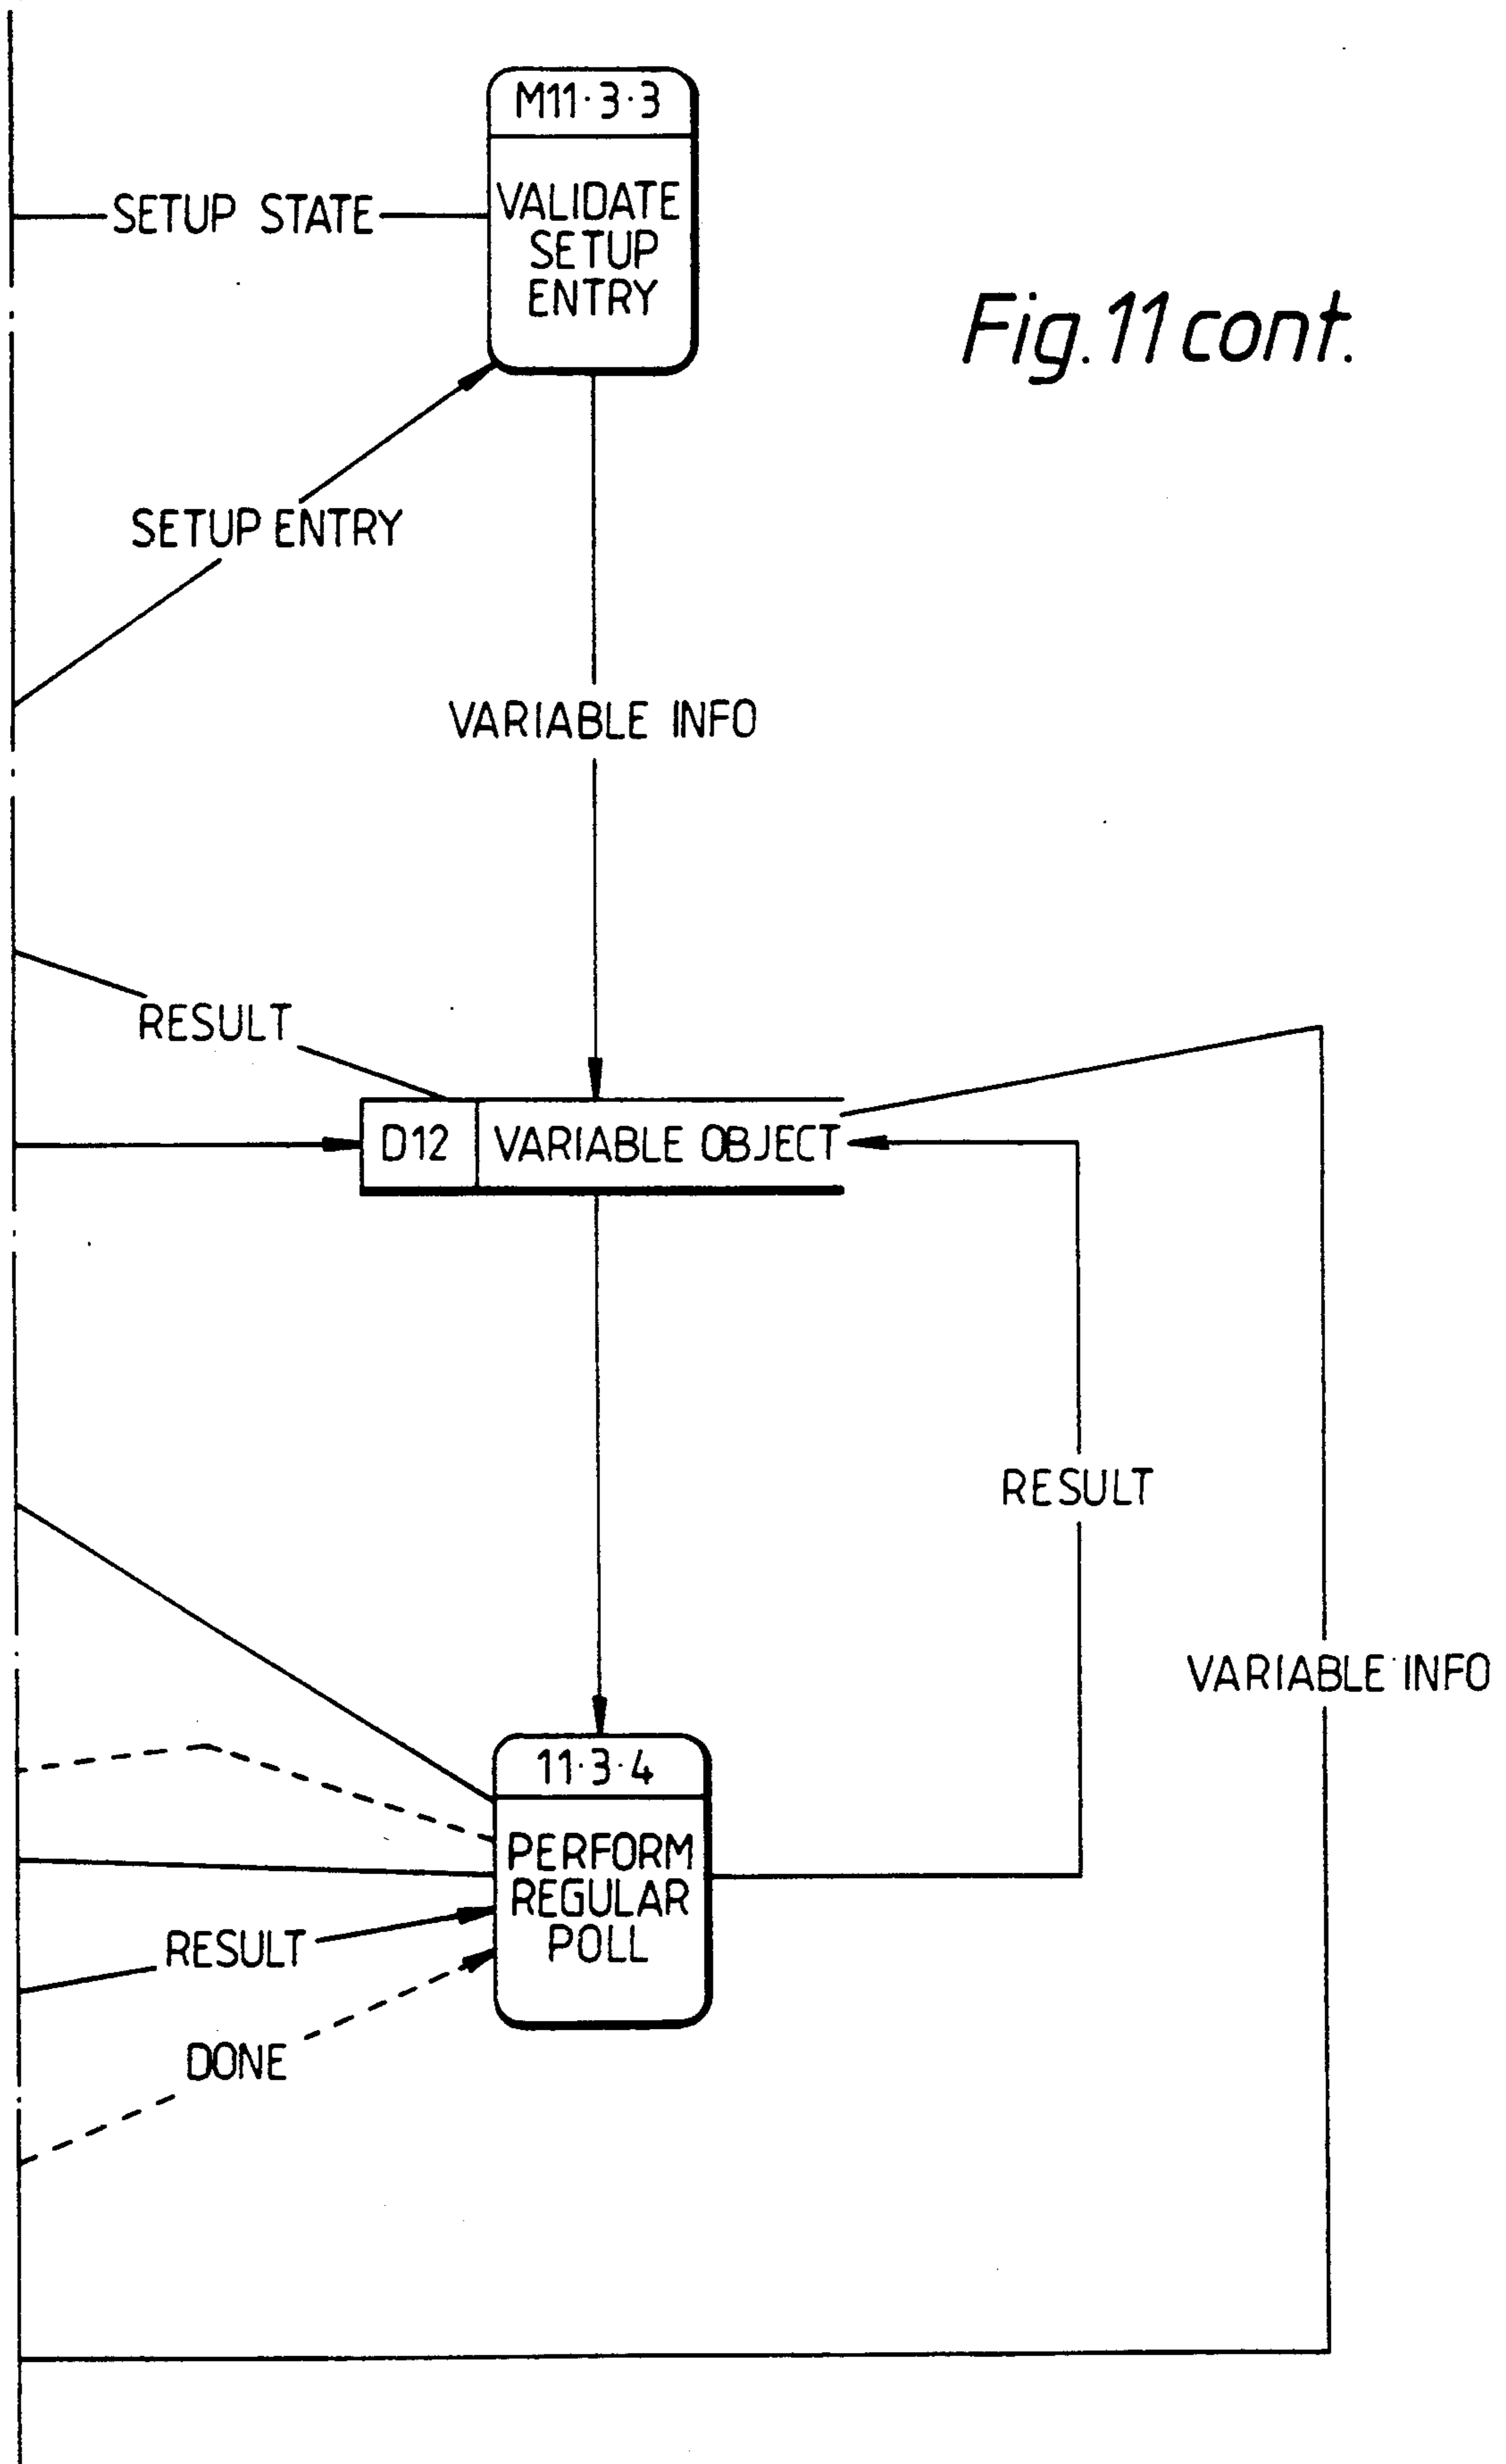 M11·3·3
SETUP STATE
VALIDATE
SETUP
ENTRY
Fig. 11 cont.
SETUP ENTRY
VARIABLE INFO
RESULT
D12
VARIABLE OBJECT
RESULT
VARIABLE INFO
11·3·4
PERFORM
REGULAR
POLL
RESULT
DONE